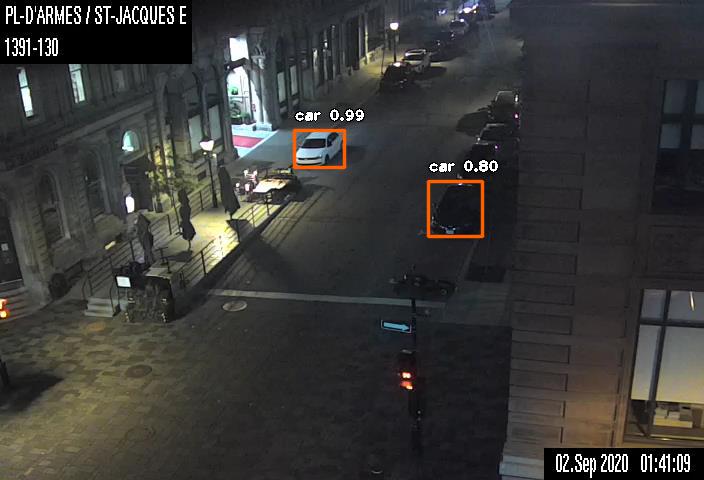 PL-D'ARMES / ST-JACQUES E
1391-130
car 0.99
car 0.80
02.Sep 2020 01:41:09